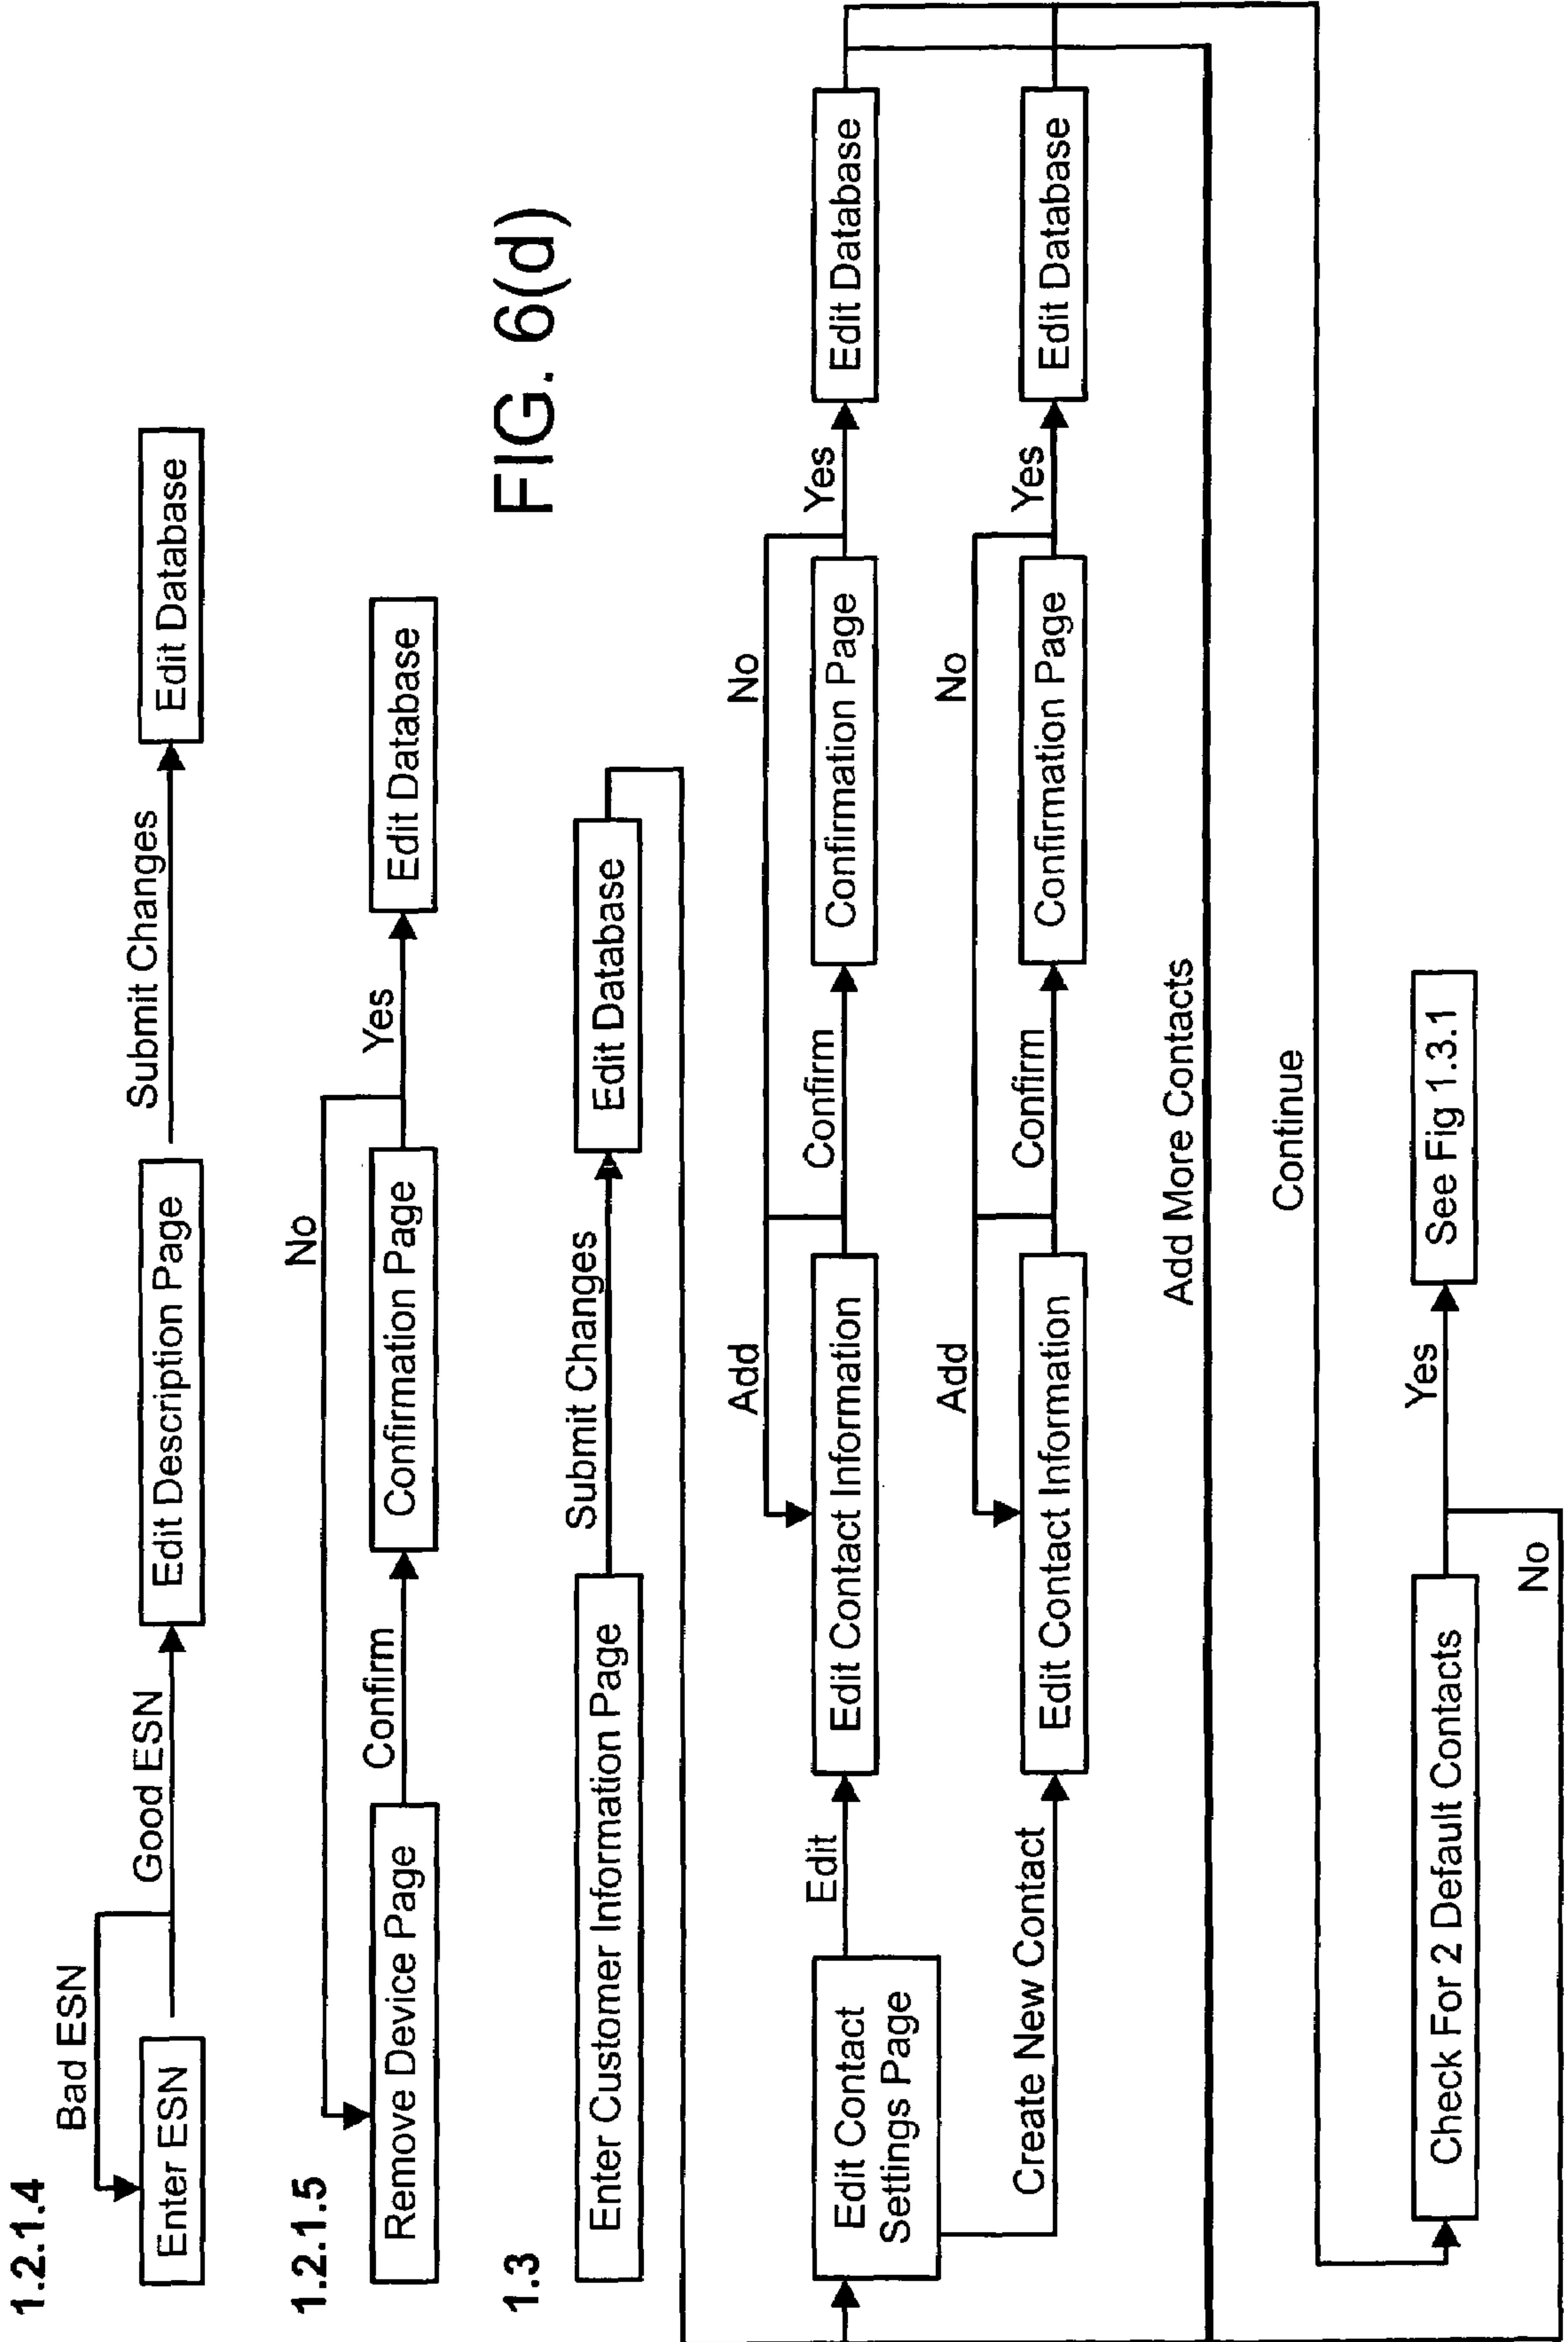 1.2.1.4
Bad ESN
Enter ESN
Good ESN
Edit Description Page
Submit Changes
Edit Database
1.2.1.5
No
Remove Device Page
Confirm
Confirmation Page
Yes
Edit Database
FIG. 6(d)
1.3
Enter Customer Information Page
Submit Changes
Edit Database
Add
No
Edit Contact
Settings Page
Edit
Edit Contact Information
Confirm
Confirmation Page
Yes
Edit Database
Add
No
Create New Contact
Edit Contact Information
Confirm
Confirmation Page
Yes
Edit Database
Add More Contacts
Continue
Check For 2 Default Contacts
Yes
See Fig 1.3.1
No